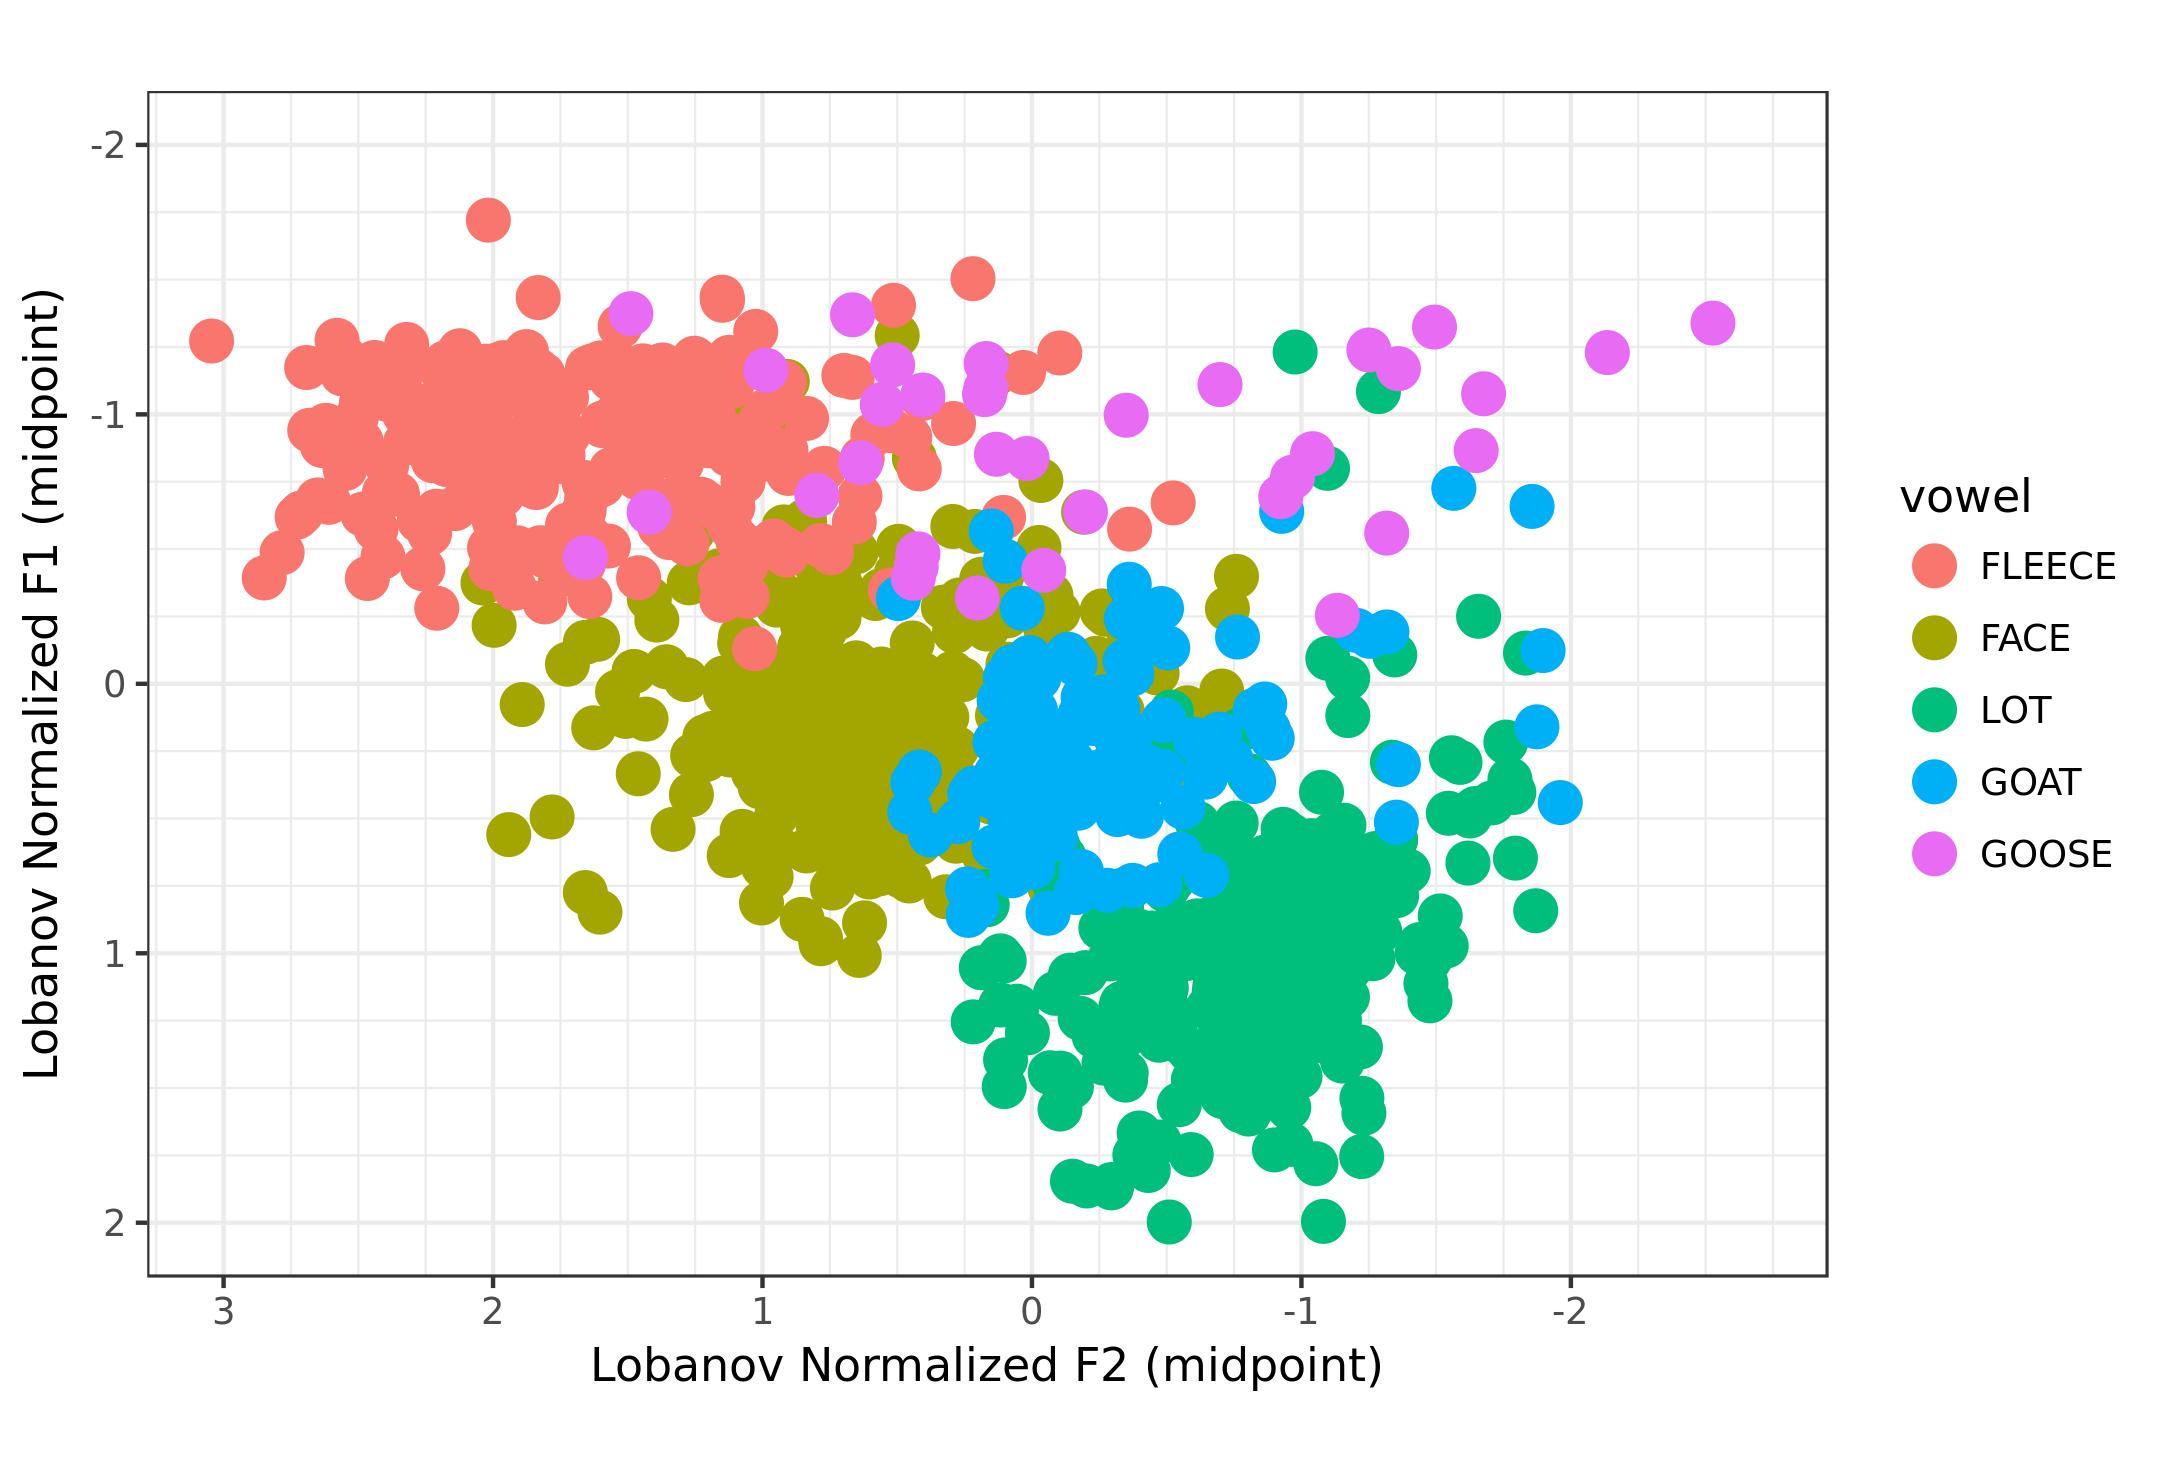 Lobanov Normalized F1 (midpoint)
-2
-1
0
1
2
3
2
1
0
-1
-2
Lobanov Normalized F2 (midpoint)
vowel
FLEECE
FACE
LOT
GOAT
GOOSE